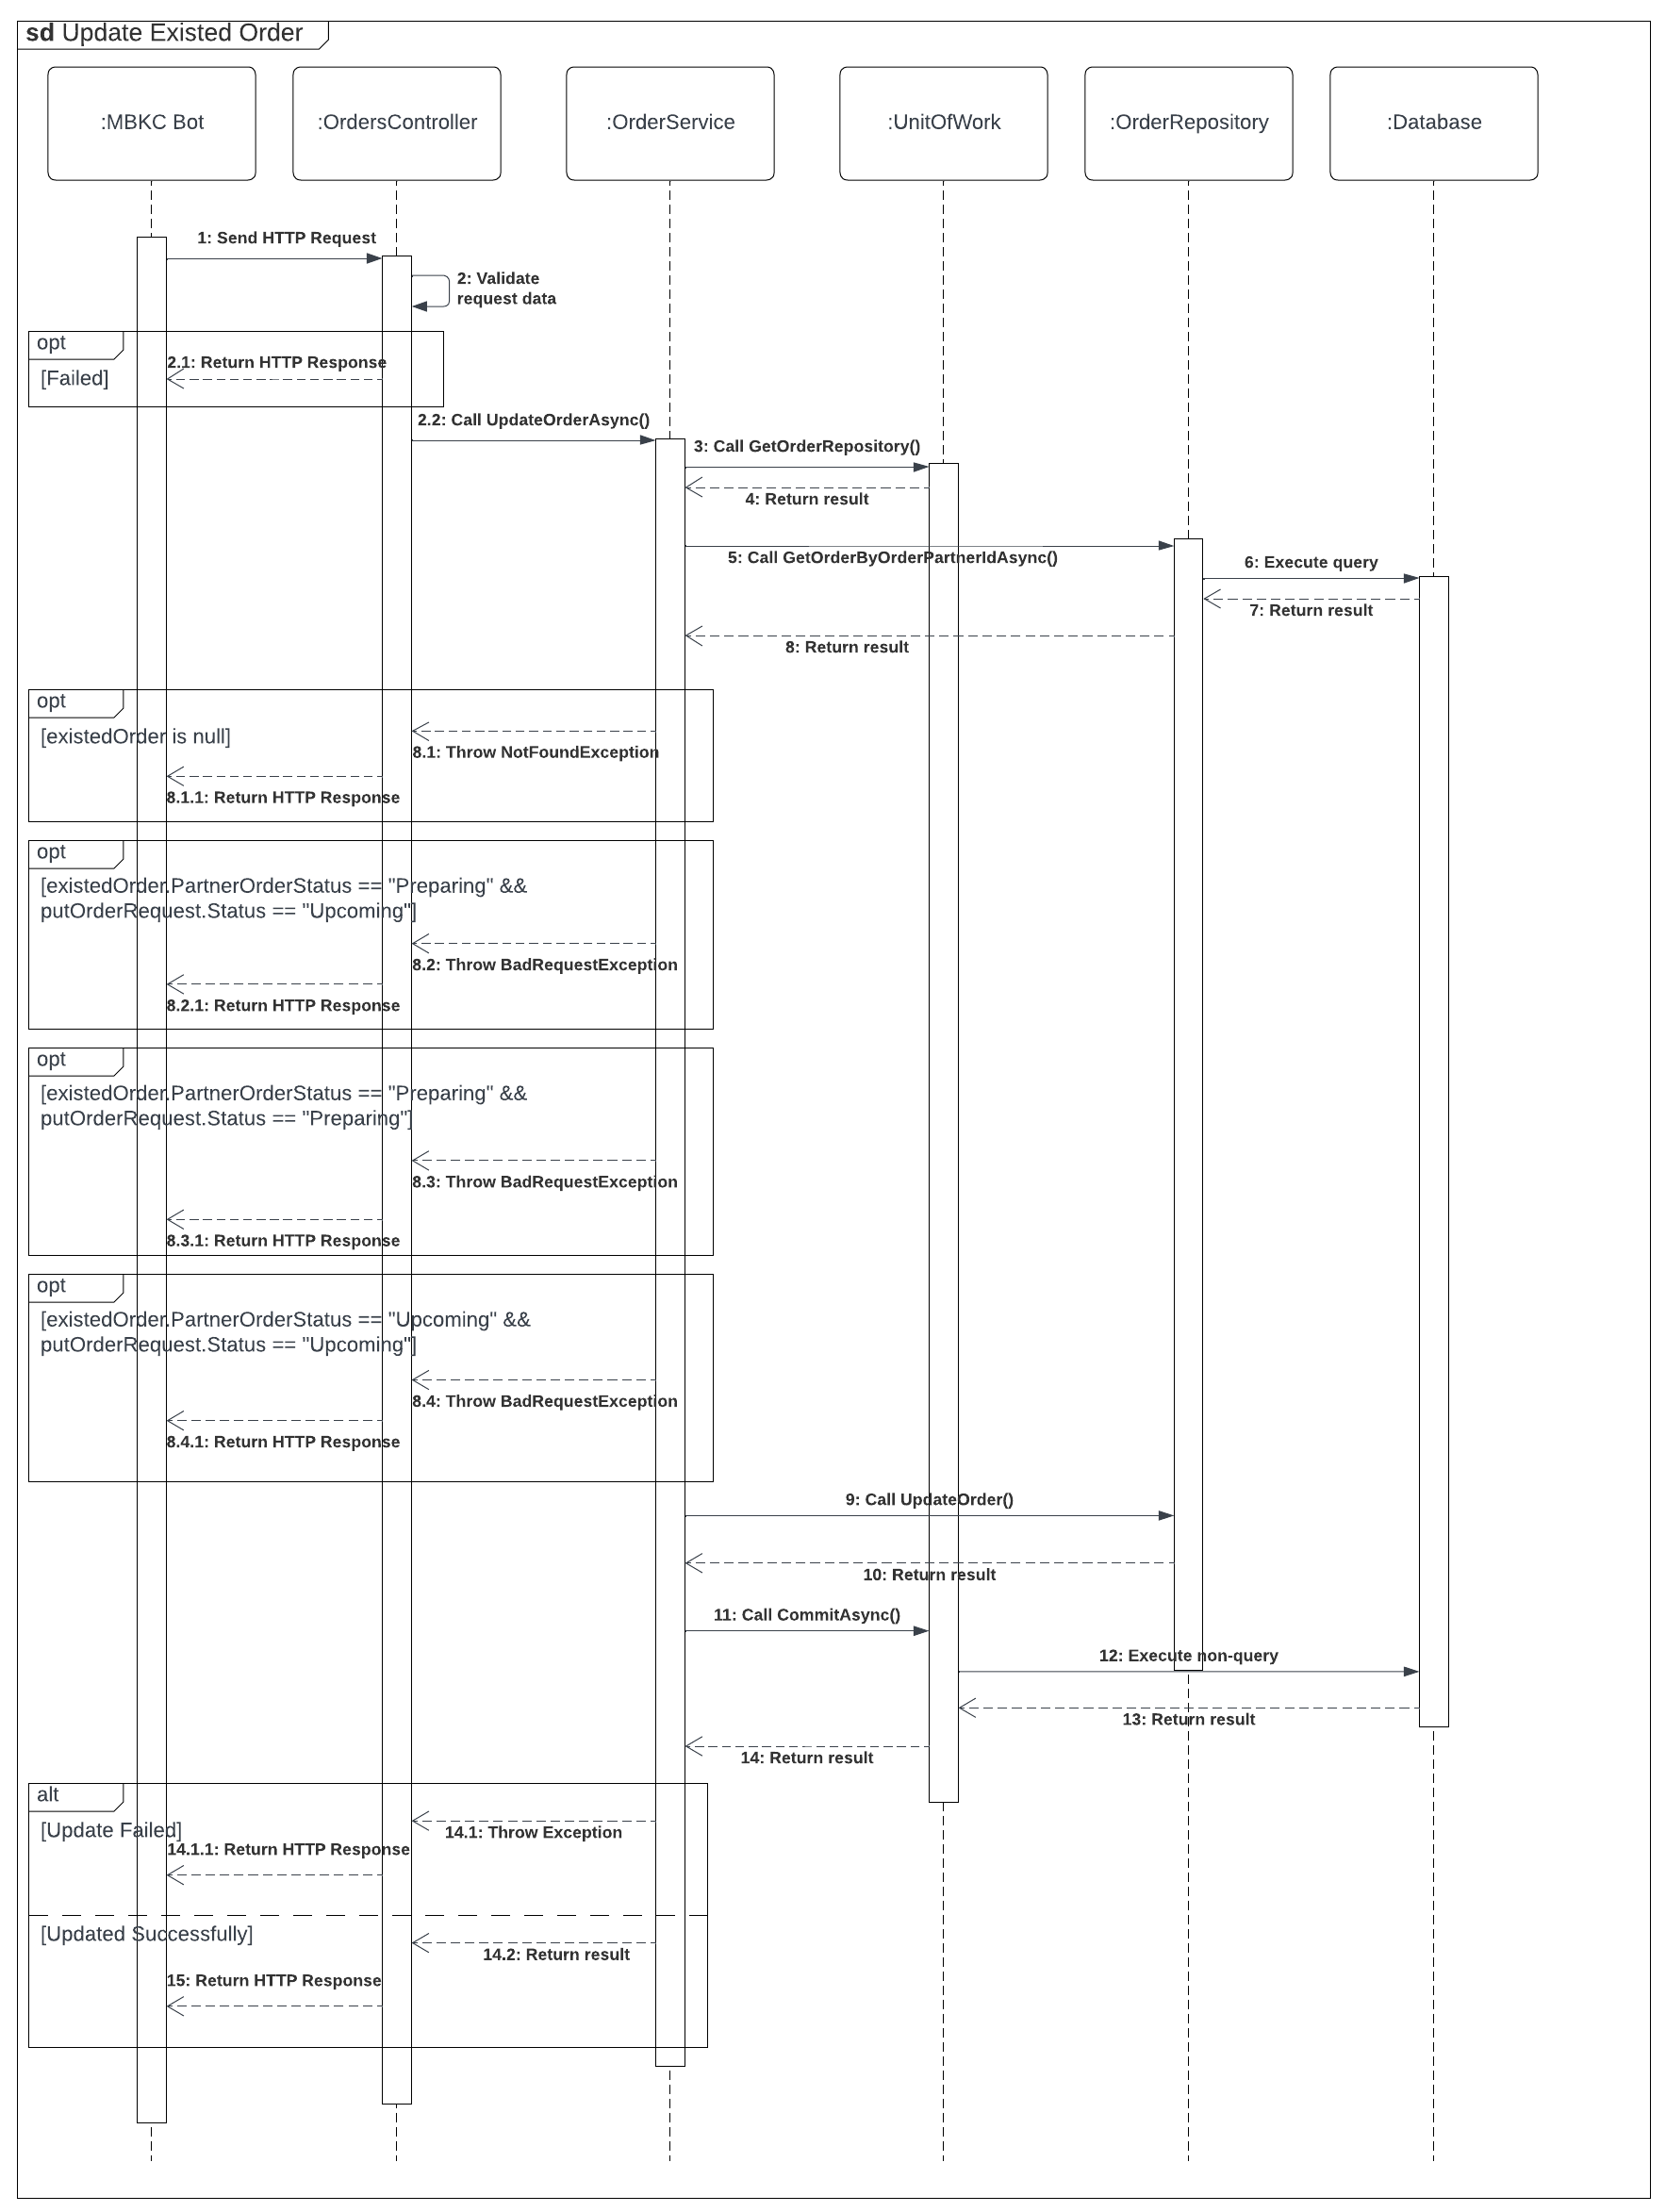 sd Update Existed Order
:MBKC Bot
:OrdersController
:OrderService
:UnitOfWork
:OrderRepository
:Database
1: Send HTTP Request
2: Validate
request data
opt
2.1: Return HTTP Response
[Failed]
2.2: Call UpdateOrderAsync()
3: Call GetOrderRepository()
4: Return result
5: Call GetOrderByOrderPartnerIdAsync()
6: Execute query
7: Return result
8: Return result
opt
[existedOrder is null]
8.1: Throw NotFoundException
8.1.1: Return HTTP Response
opt
[existedOrder.PartnerOrderStatus == "Preparing" &&
putOrderRequest.Status == "Upcoming"]
8.2: Throw BadRequestException
8.2.1: Return HTTP Response
opt
[existedOrder.PartnerOrderStatus == "Preparing" &&
putOrderRequest.Status == "Preparing"]
8.3: Throw BadRequestException
8.3.1: Return HTTP Response
opt
[existedOrder.PartnerOrderStatus == "Upcoming" &&
putOrderRequest.Status == "Upcoming"]
8.4: Throw BadRequestException
8.4.1: Return HTTP Response
9: Call UpdateOrder()
10: Return result
11: Call CommitAsync()
12: Execute non-query
13: Return result
14: Return result
alt
[Update Failed]
14.1: Throw Exception
14.1.1: Return HTTP Response
[Updated Successfully]
14.2: Return result
15: Return HTTP Response